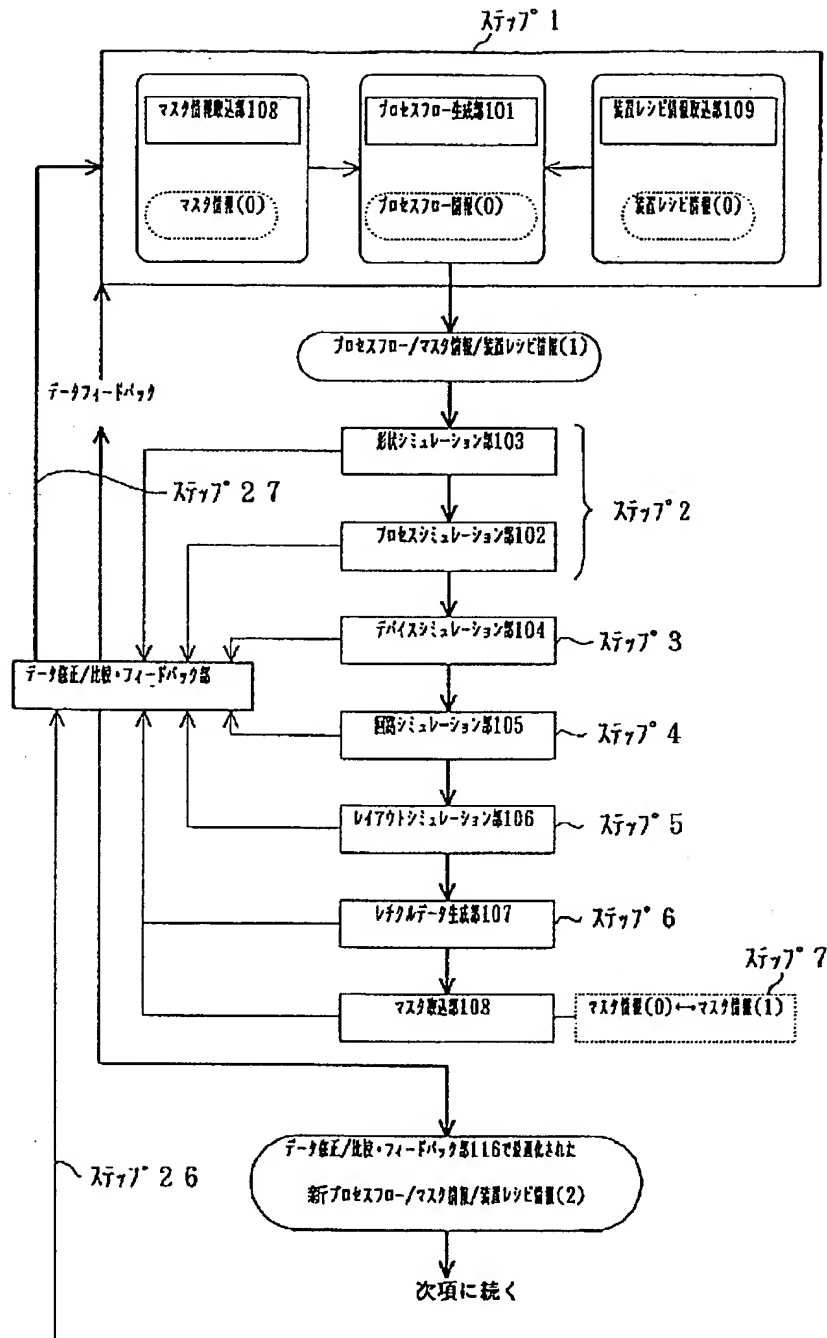 ステップ 1
マスタ情報取込部108
プロセスフロー生成部101
装置レシピ情報取込部109
マスタ情報(0)
プロセスフロー情報(0)
装置レシピ情報(0)
プロセスフロー/マスタ情報/装置レシピ情報(1)
データフィードバック
形状シミュレーション部103
ステップ 27
ステップ 2
プロセスシミュレーション部102
デバイスシミュレーション部104
ステップ 3
データ修正/比較・フィードバック部
回路シミュレーション部105
ステップ 4
レイアウトシミュレーション部106
ステップ 5
レチクルデータ生成部107
ステップ 6
ステップ 7
マスタ取込部108
マスタ情報(0)↔マスタ情報(1)
データ修正/比較・フィードバック部116で最適化された
ステップ 26
新プロセスフロー/マスタ情報/装置レシピ情報(2)
次項に続く